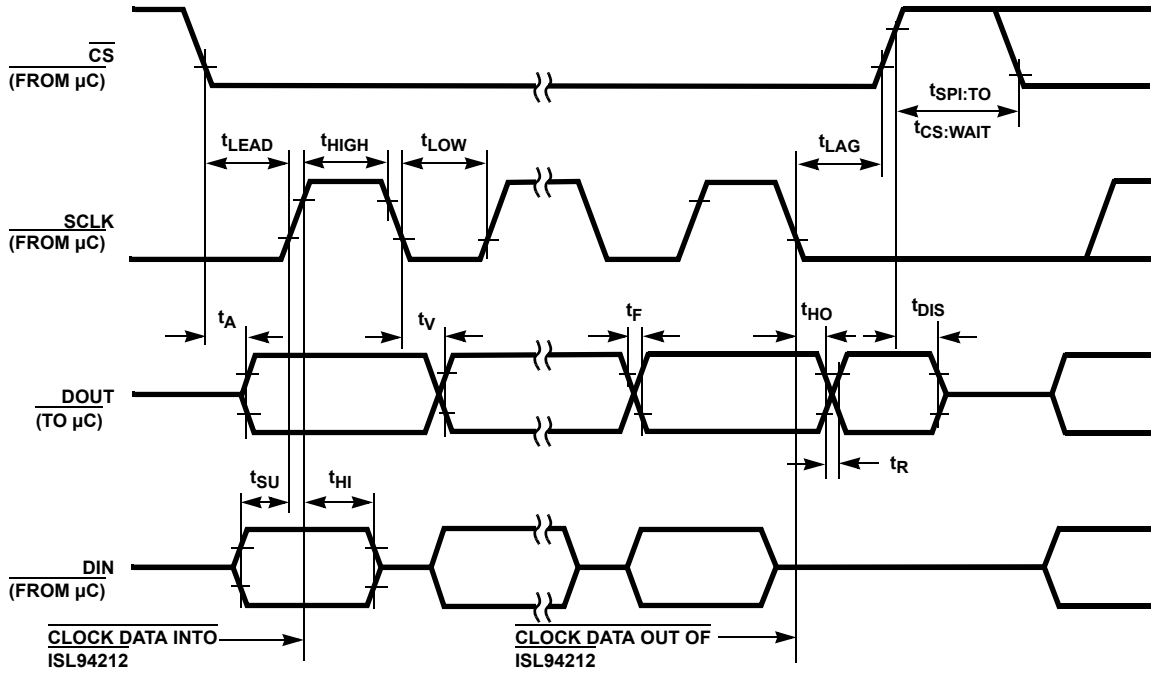 CS
(FROM µC)
tSPI:TO
tCS:WAIT
tLEAD
tHIGH
tLOW
tLAG
SCLK
(FROM µC)
tA
tV
tF
tHO
tDIS
DOUT
(TO µC)
tR
tSU
tHI
DIN
(FROM µC)
CLOCK DATA INTO
ISL94212
CLOCK DATA OUT OF
ISL94212